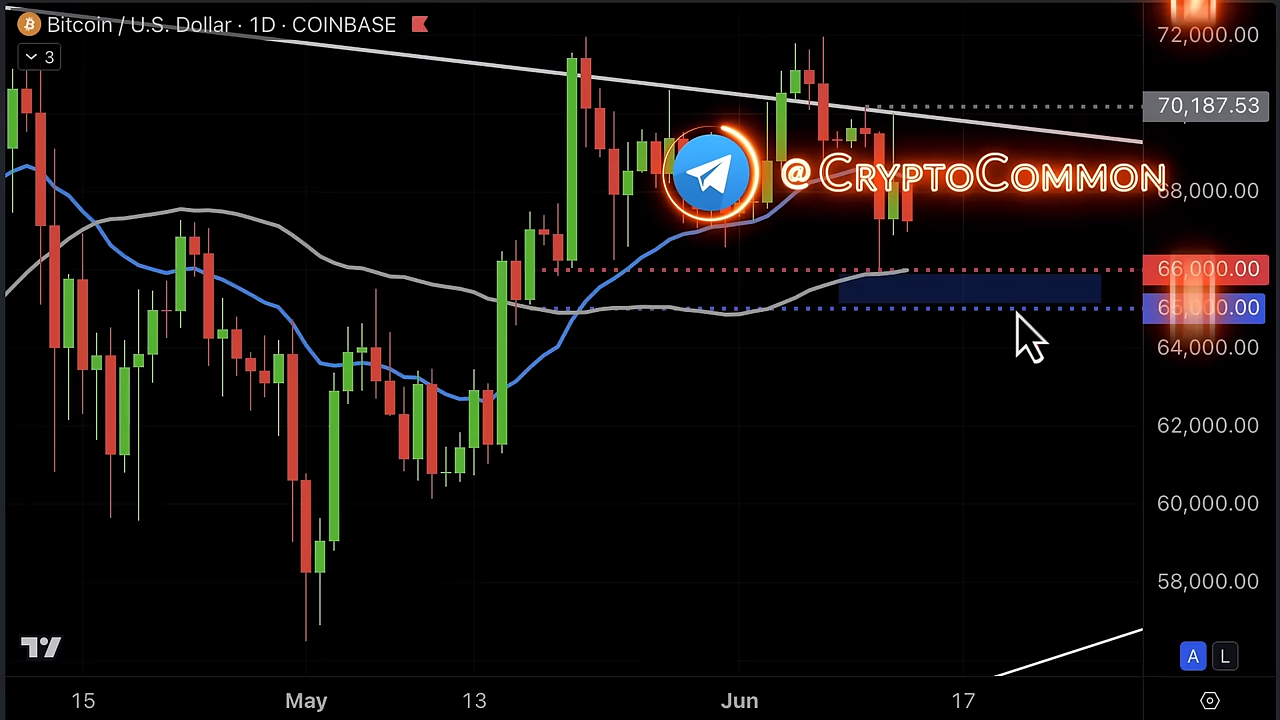 Bitcoin / U.S. Dollar · 1D · COINBASE
3
72,000.00
70,187.53
@CryptoCommon
68,000.00
66,000.00
65,000.00
64,000.00
62,000.00
60,000.00
58,000.00
A L
15 May 13 Jun 17